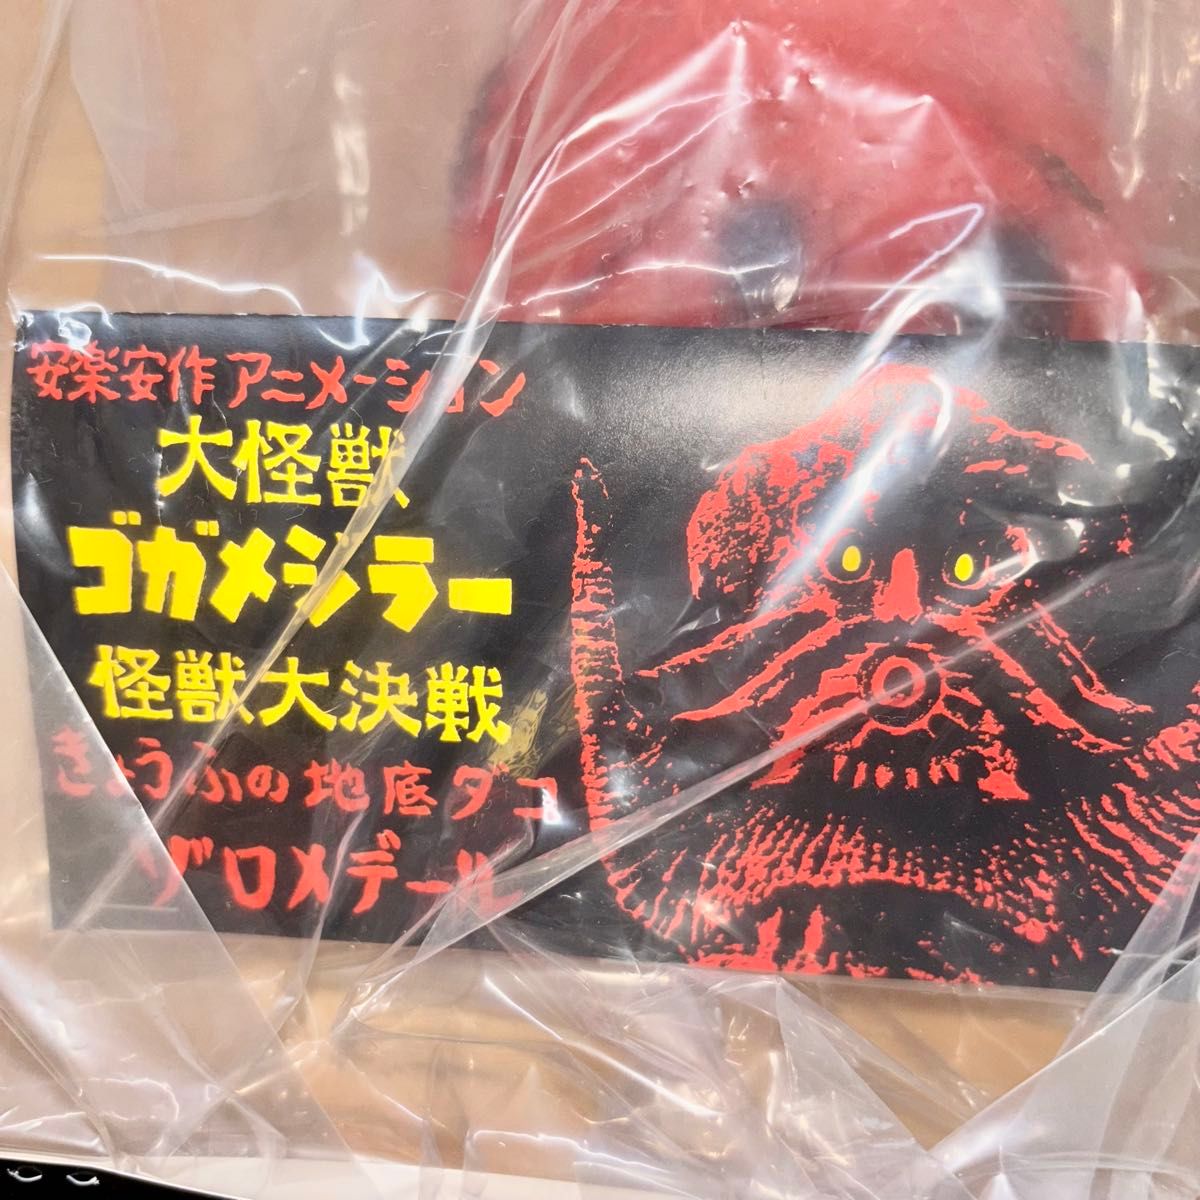 安楽安作アニメーション
大怪獣
ゴガメジラー
怪獣大決戦
きょうふの地底ダコ
ゾロメデール